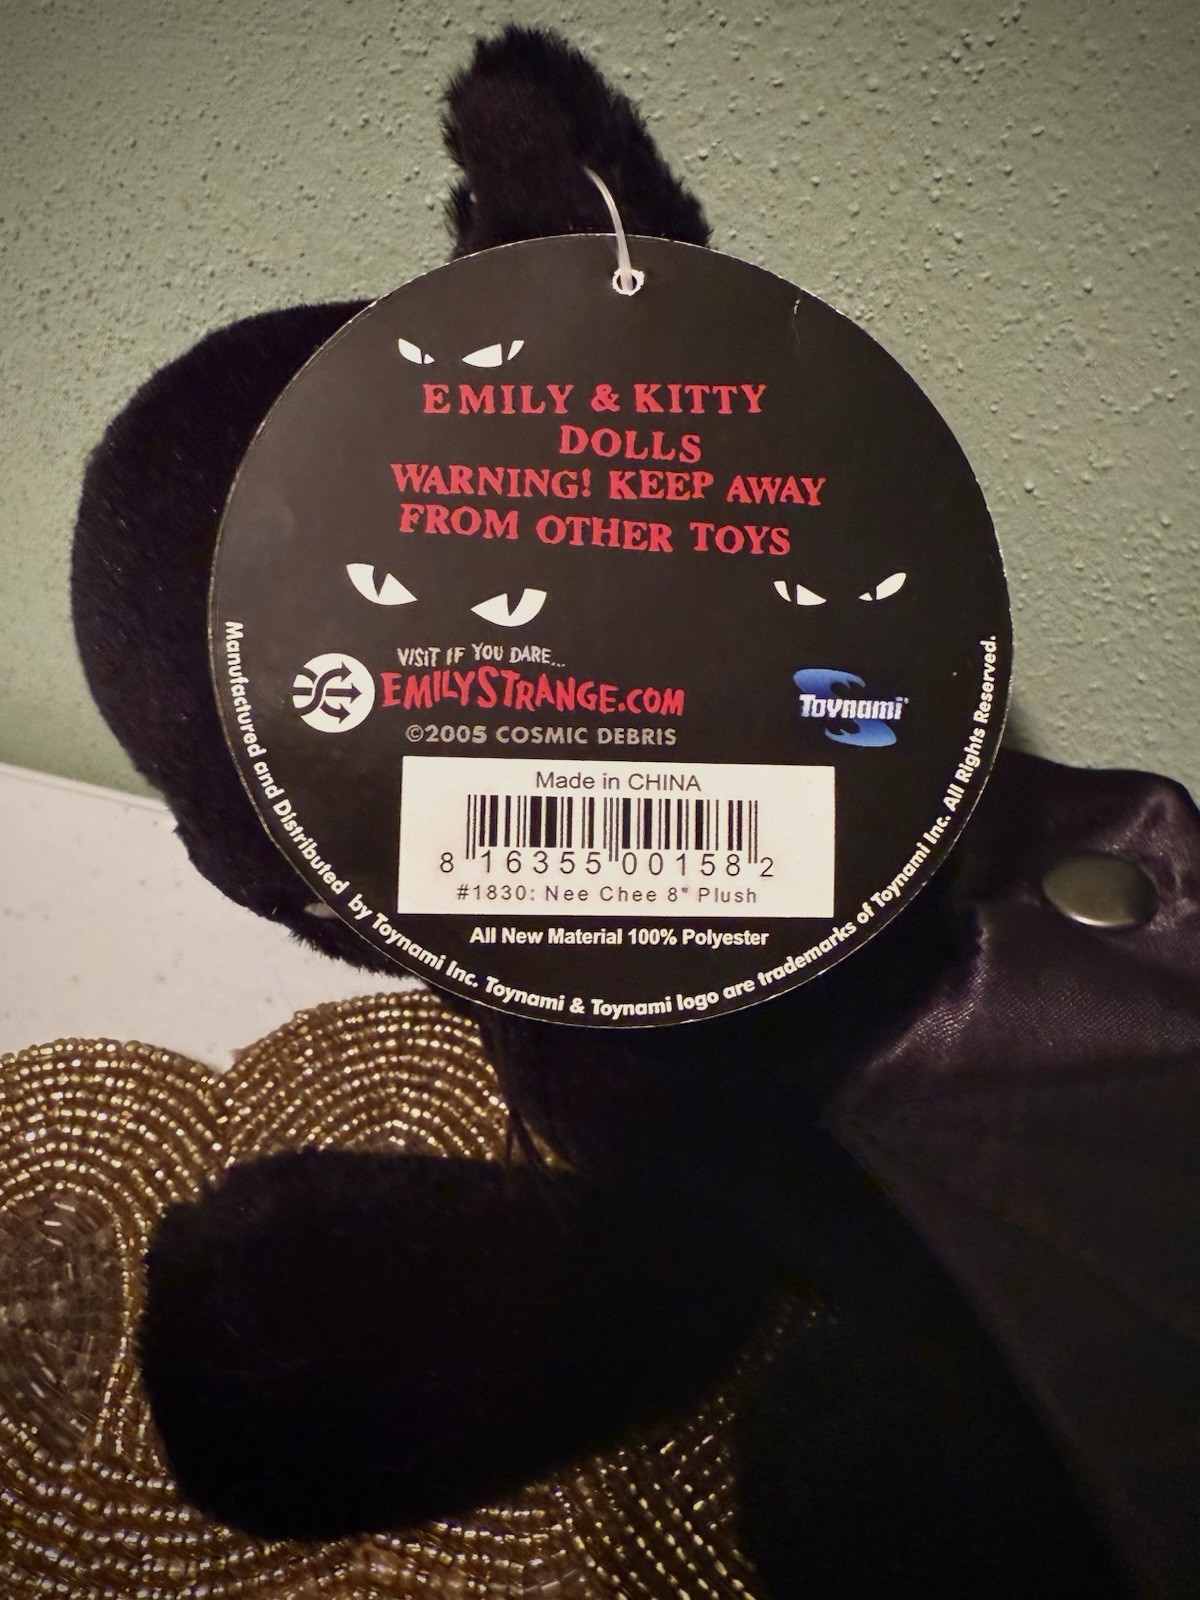 EMILY & KITTY
DOLLS
WARNING! KEEP AWAY
FROM OTHER TOYS
VISIT IF YOU DARE...
EMILYSTRANGE.COM
©2005 COSMIC DEBRIS
Toynami
Made in CHINA
8 16355 00158 2
#1830: Nee Chee 8" Plush
All New Material 100% Polyester
Manufactured and Distributed by Toynami Inc. Toynami & Toynami logo are trademarks of Toynami Inc. All Rights Reserved.